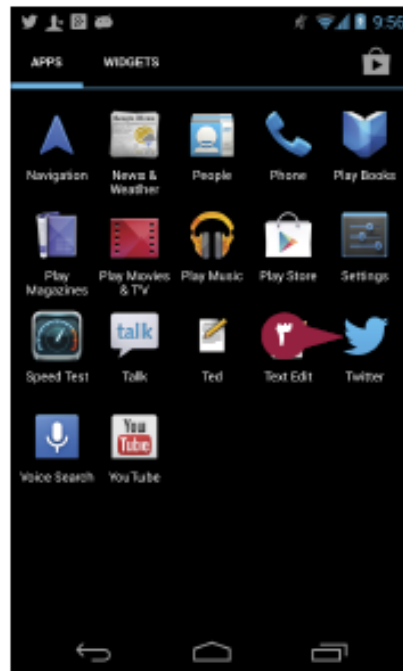 9:56
APPS WIDGETS
Navigation News & Weather People Phone Play Books
Play Magazines Play Movies & TV Play Music Play Store Settings
talk ٣
Speed Test Talk Ted Text Edit Twitter
You Tube
Voice Search YouTube